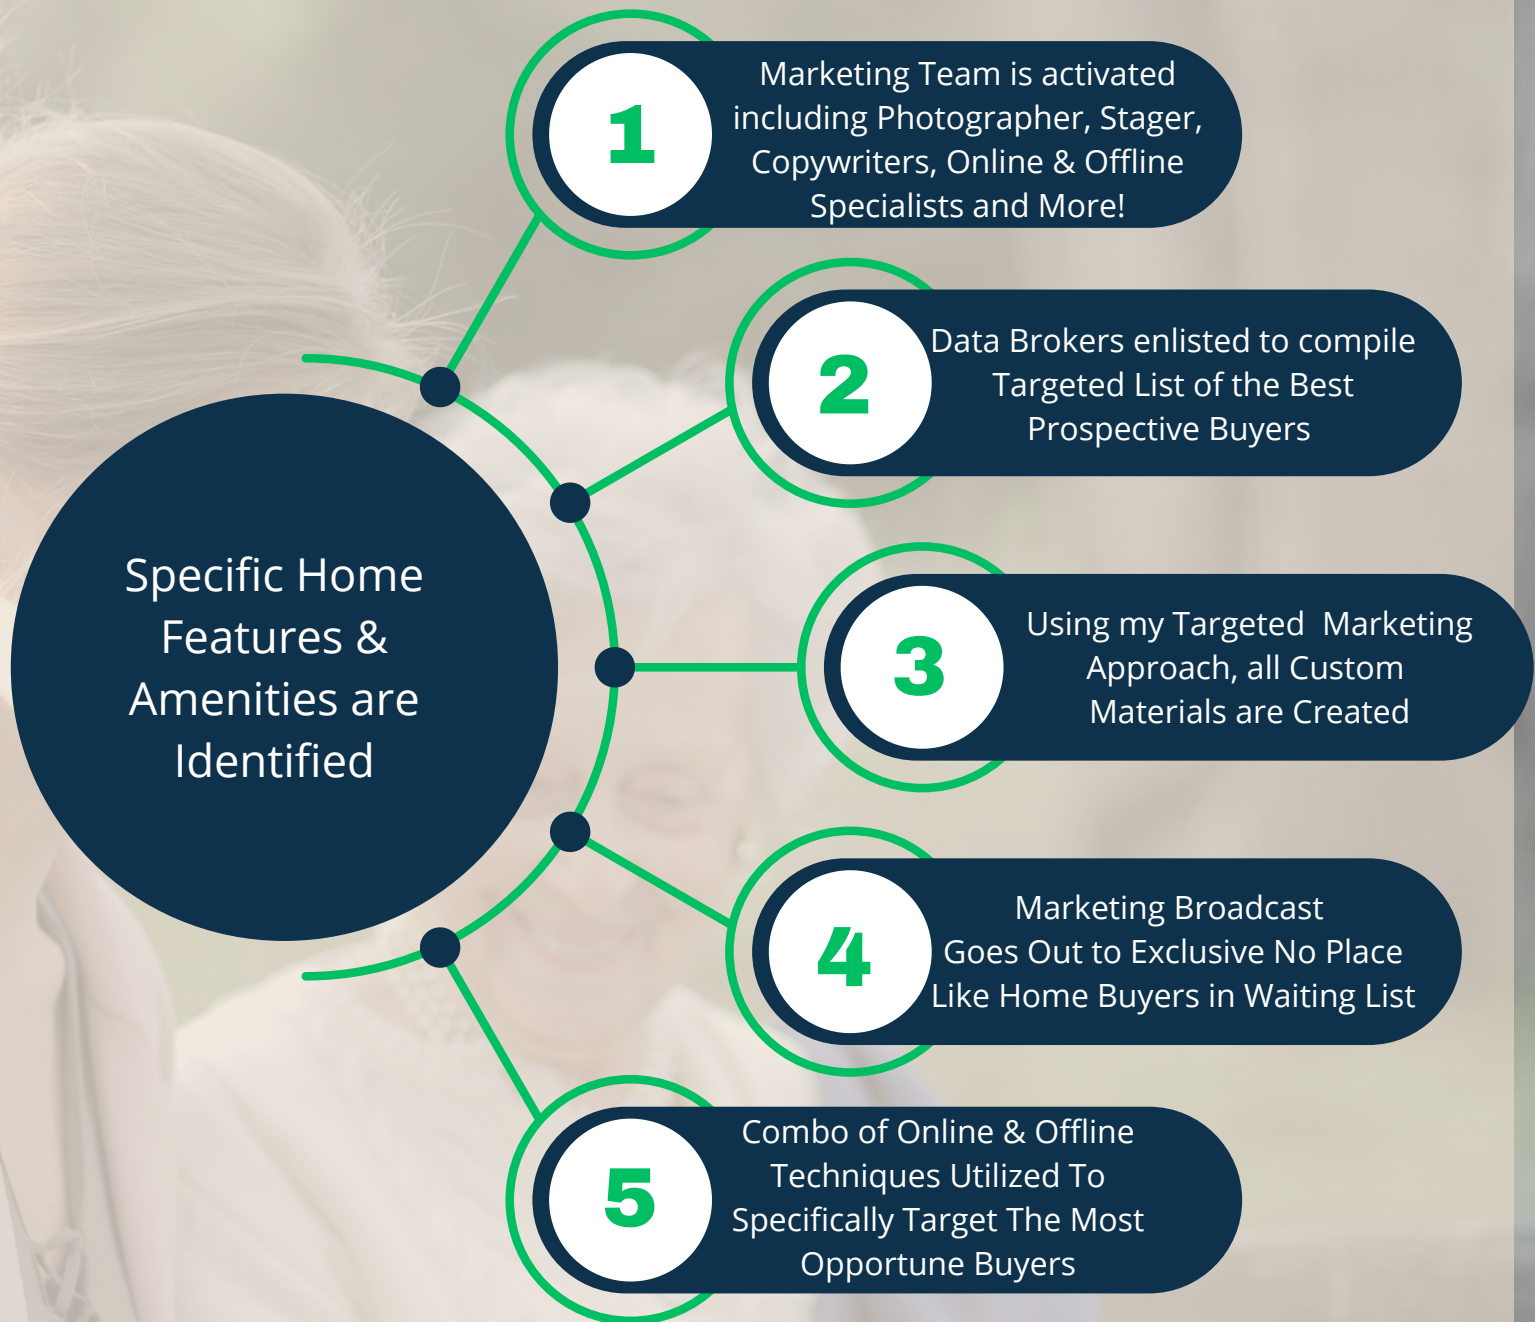 Specific Home
Features &
Amenities are
Identified
1
Marketing Team is activated
including Photographer, Stager,
Copywriters, Online & Offline
Specialists and More!
2
Data Brokers enlisted to compile
Targeted List of the Best
Prospective Buyers
3
Using my Targeted  Marketing
Approach, all Custom
Materials are Created
4
Marketing Broadcast
Goes Out to Exclusive No Place
Like Home Buyers in Waiting List
5
Combo of Online & Offline
Techniques Utilized To
Specifically Target The Most
Opportune Buyers